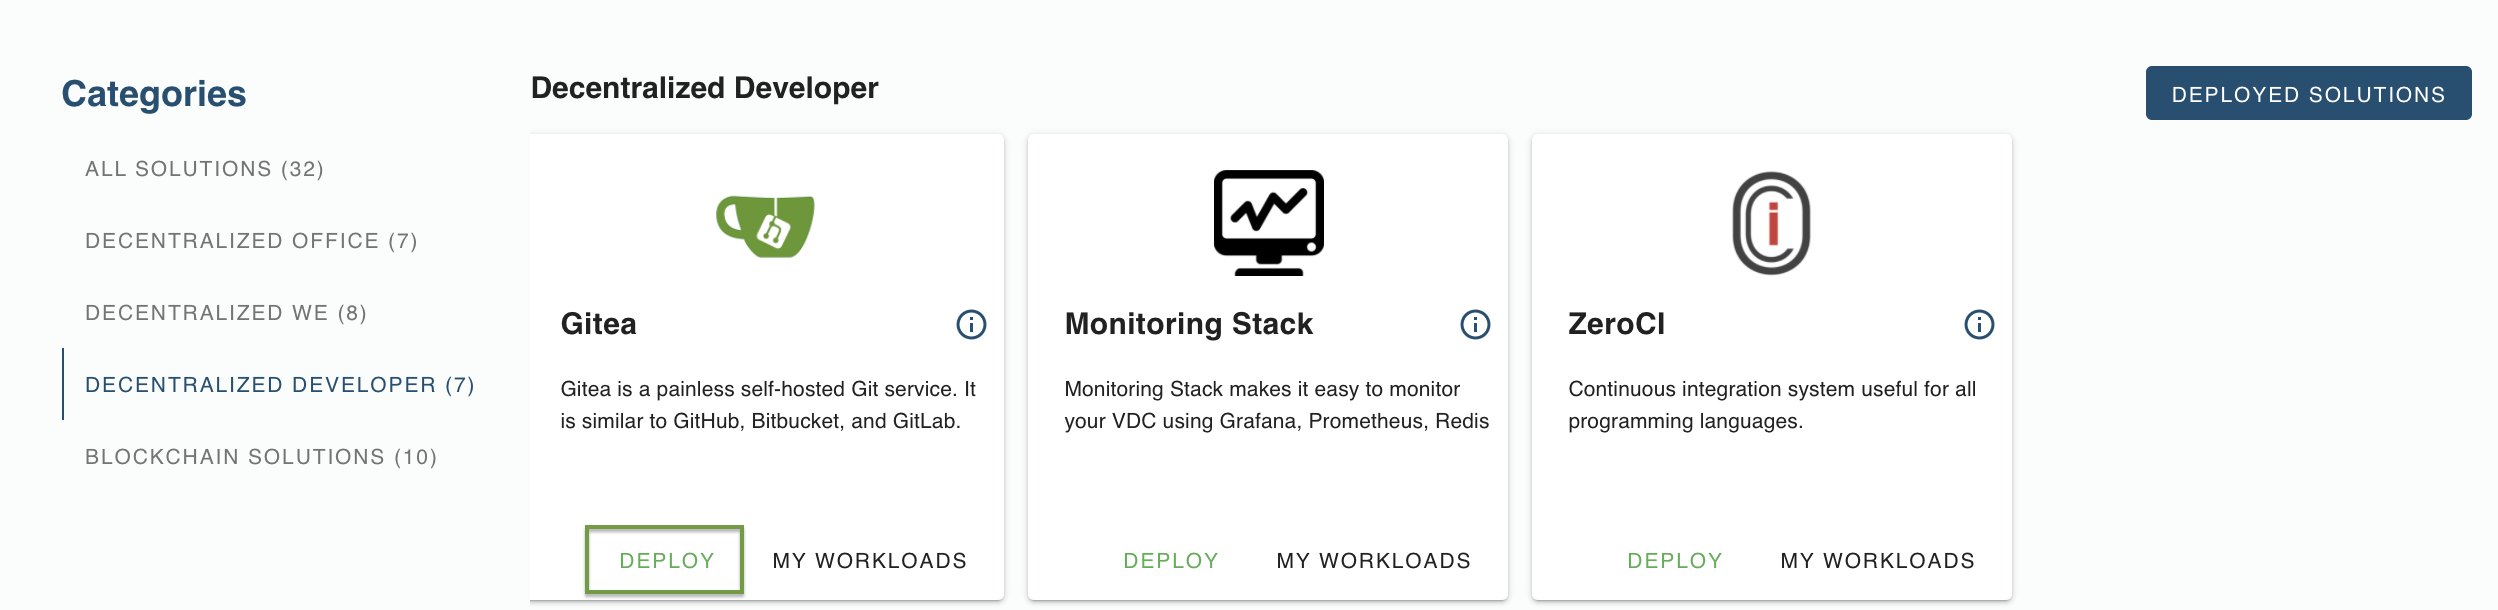 Categories
ALL SOLUTIONS (32)
DECENTRALIZED OFFICE (7)
DECENTRALIZED WE (8)
DECENTRALIZED DEVELOPER (7)
BLOCKCHAIN SOLUTIONS (10)
Decentralized Developer
DEPLOYED SOLUTIONS
Gitea
Gitea is a painless self-hosted Git service. It
is similar to GitHub, Bitbucket, and GitLab.
DEPLOY MY WORKLOADS
Monitoring Stack
Monitoring Stack makes it easy to monitor
your VDC using Grafana, Prometheus, Redis
DEPLOY MY WORKLOADS
ZeroCI
Continuous integration system useful for all
programming languages.
DEPLOY MY WORKLOADS